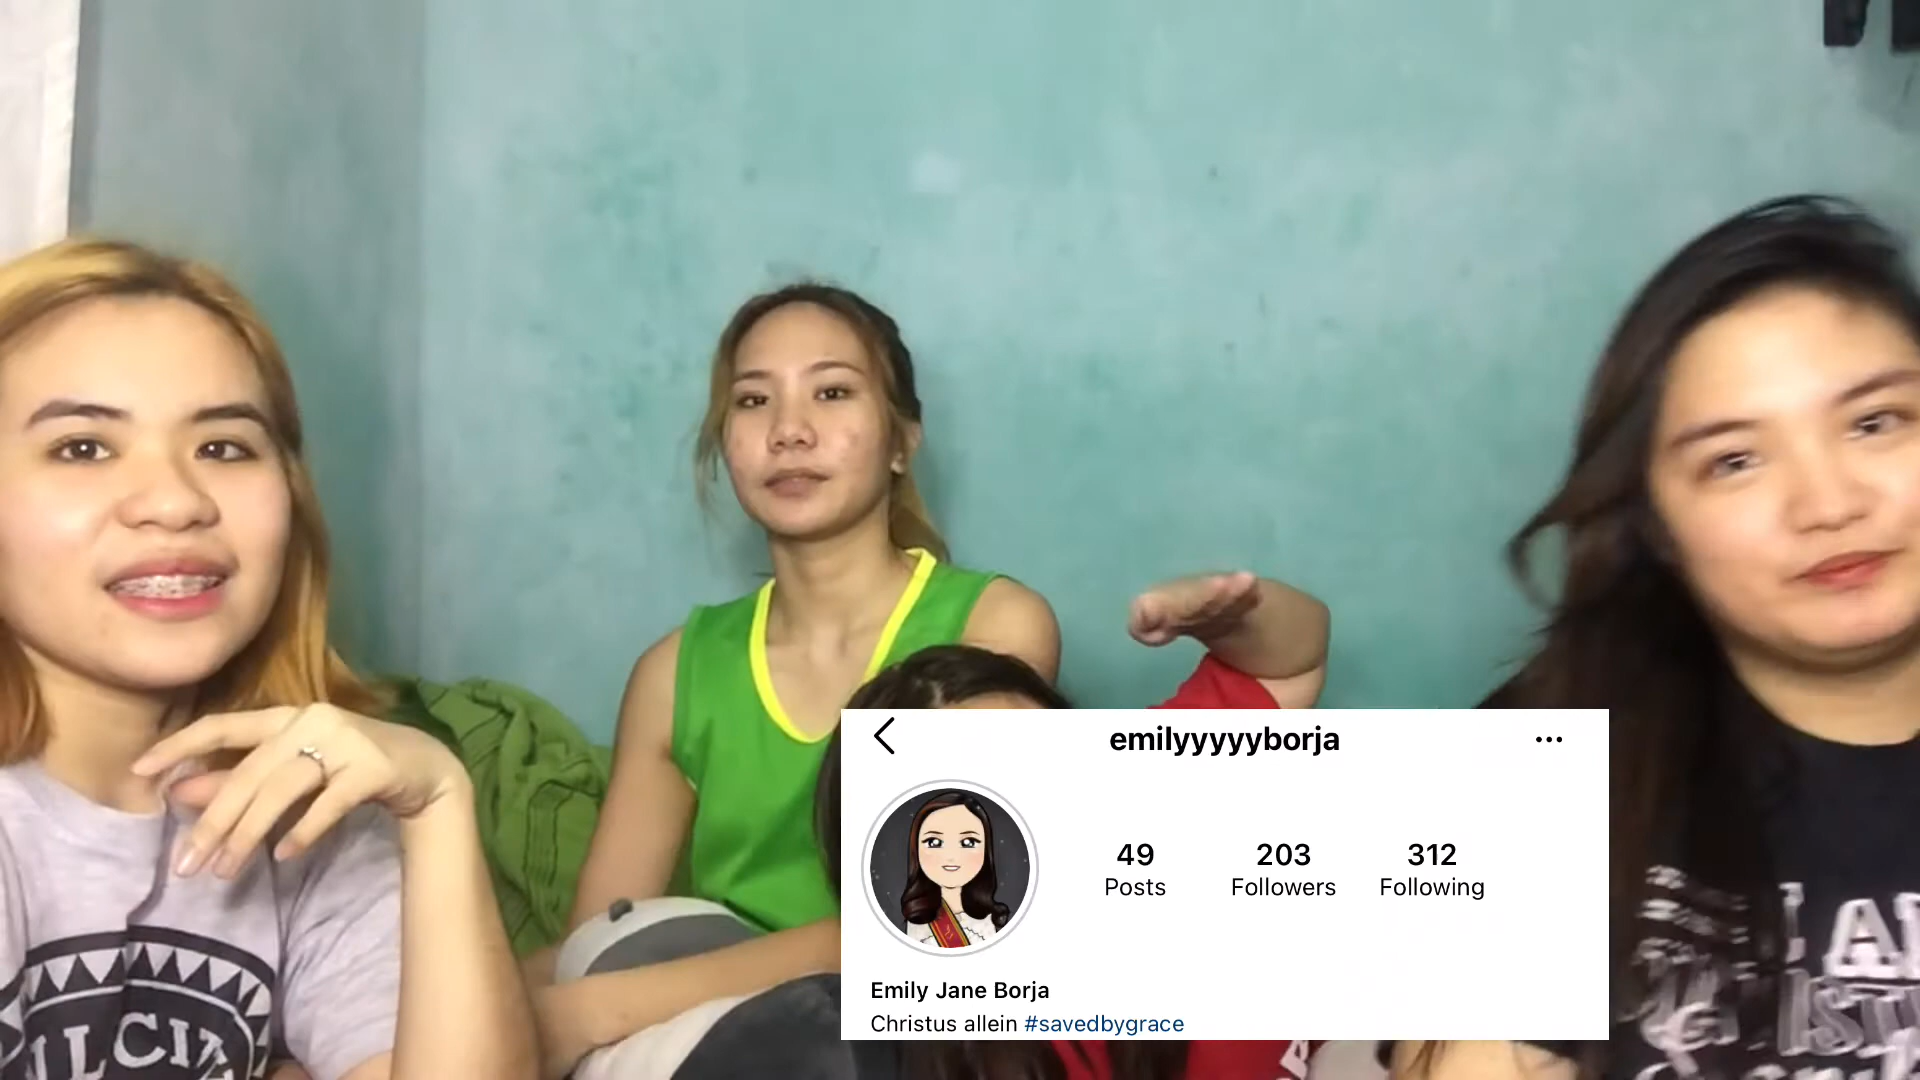 emilyyyyyborja
49 203 312
Posts Followers Following
Emily Jane Borja
Christus allein #savedbygrace